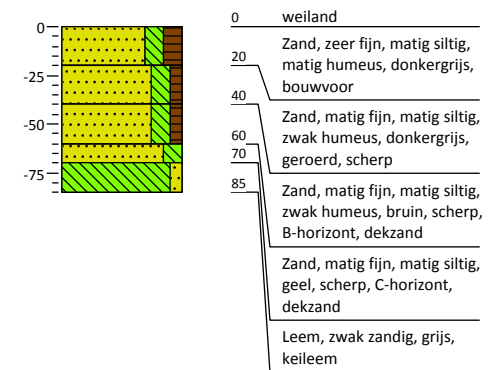 0
-25
-50
-75
0
weiland
20
Zand, zeer fijn, matig siltig,
matig humeus, donkergrijs,
bouwvoor
40
Zand, matig fijn, matig siltig,
zwak humeus, donkergrijs,
geroerd, scherp
60
Zand, matig fijn, matig siltig,
zwak humeus, bruin, scherp,
B-horizont, dekzand
70
Zand, matig fijn, matig siltig,
geel, scherp, C-horizont,
dekzand
85
Leem, zwak zandig, grijs,
keileem